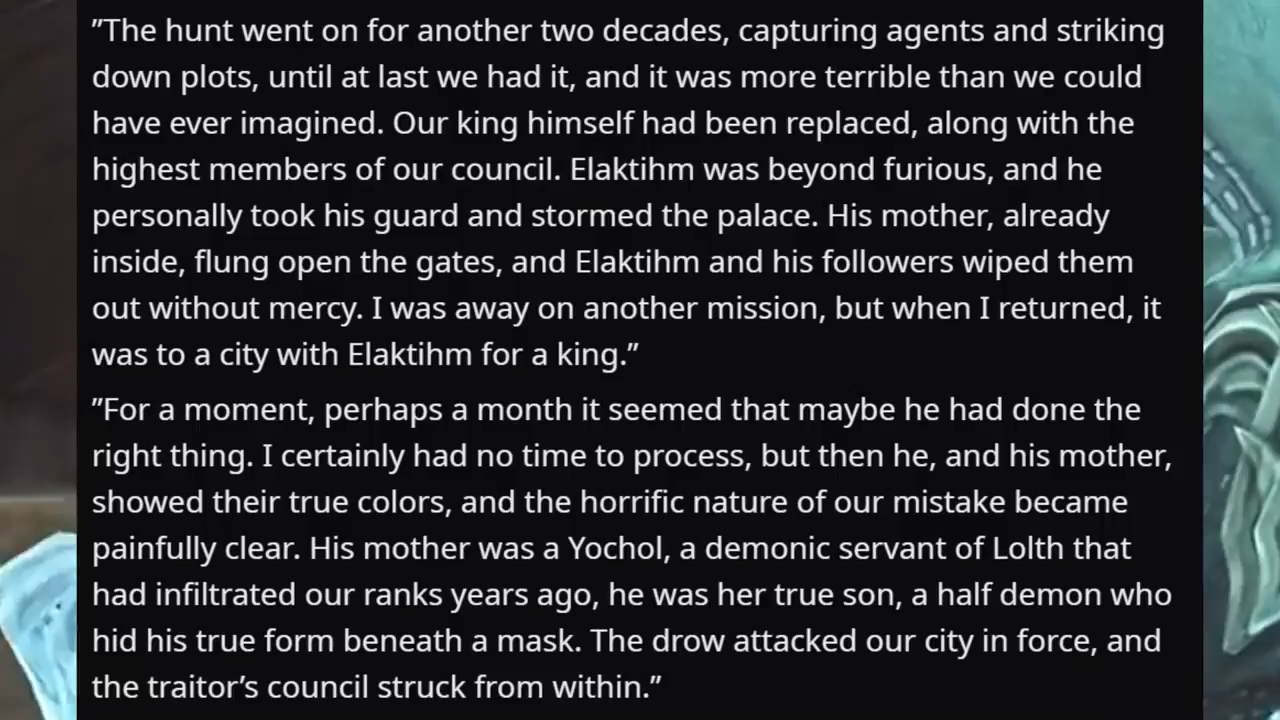 ”The hunt went on for another two decades, capturing agents and striking
down plots, until at last we had it, and it was more terrible than we could
have ever imagined. Our king himself had been replaced, along with the
highest members of our council. Elaktihm was beyond furious, and he
personally took his guard and stormed the palace. His mother, already
inside, flung open the gates, and Elaktihm and his followers wiped them
out without mercy. I was away on another mission, but when I returned, it
was to a city with Elaktihm for a king.”
”For a moment, perhaps a month it seemed that maybe he had done the
right thing. I certainly had no time to process, but then he, and his mother,
showed their true colors, and the horrific nature of our mistake became
painfully clear. His mother was a Yochol, a demonic servant of Lolth that
had infiltrated our ranks years ago, he was her true son, a half demon who
hid his true form beneath a mask. The drow attacked our city in force, and
the traitor’s council struck from within.”